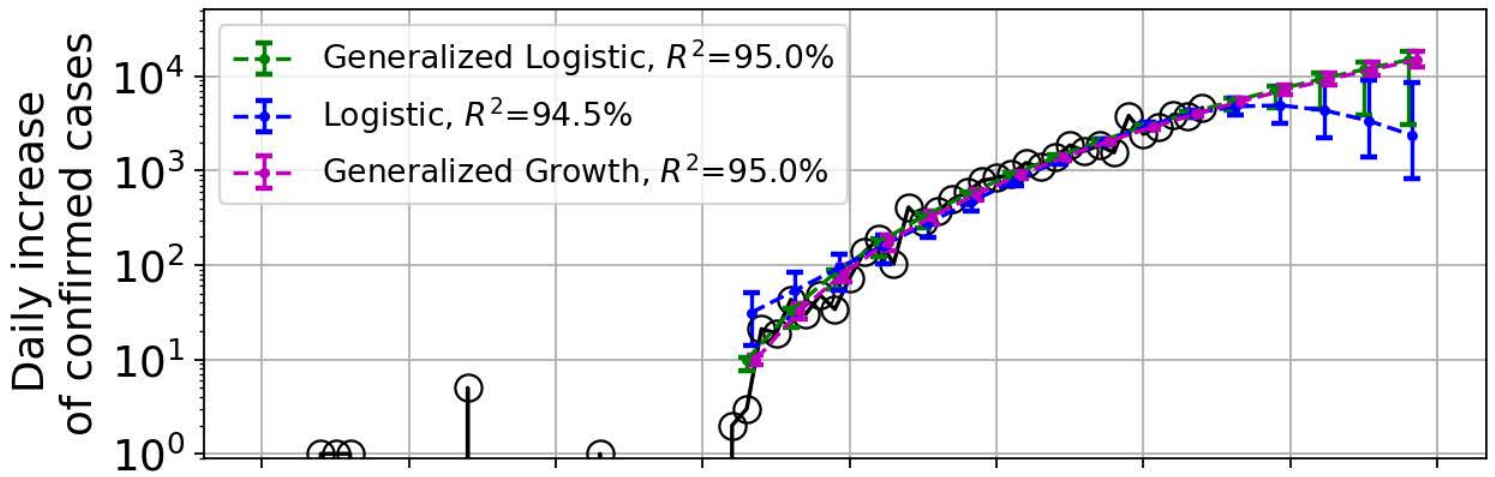 Daily increase
of confirmed cases
10⁴
10³
10²
10¹
10⁰
Generalized Logistic, R²=95.0%
Logistic, R²=94.5%
Generalized Growth, R²=95.0%